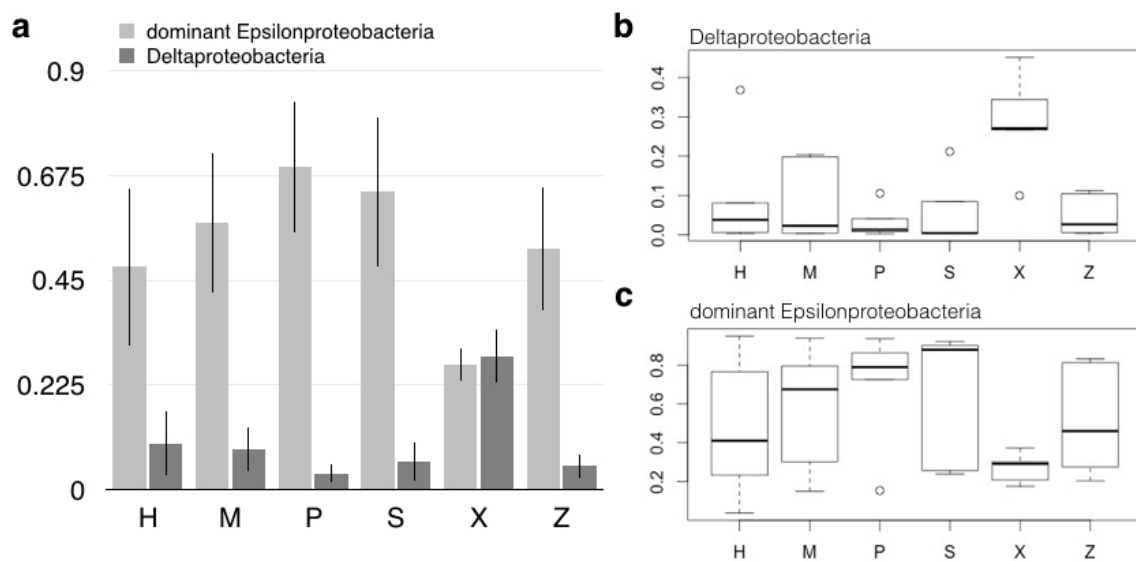 a
dominant Epsilonproteobacteria
Deltaproteobacteria
0.9
0.675
0.45
0.225
0
H M P S X Z
b
Deltaproteobacteria
0.4
0.3
0.2
0.1
0.0
H M P S X Z
c
dominant Epsilonproteobacteria
0.8
0.6
0.4
0.2
H M P S X Z